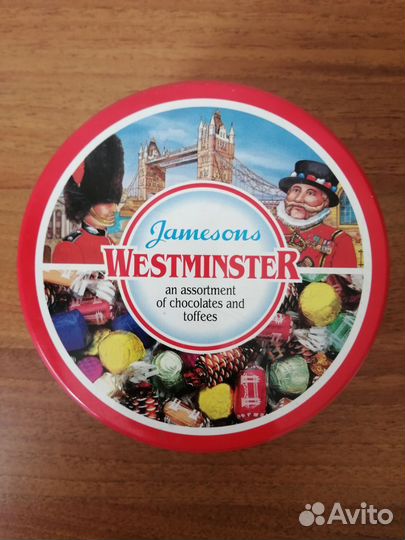 Jamesons
WESTMINSTER
an assortment
of chocolates and
toffees
Avito